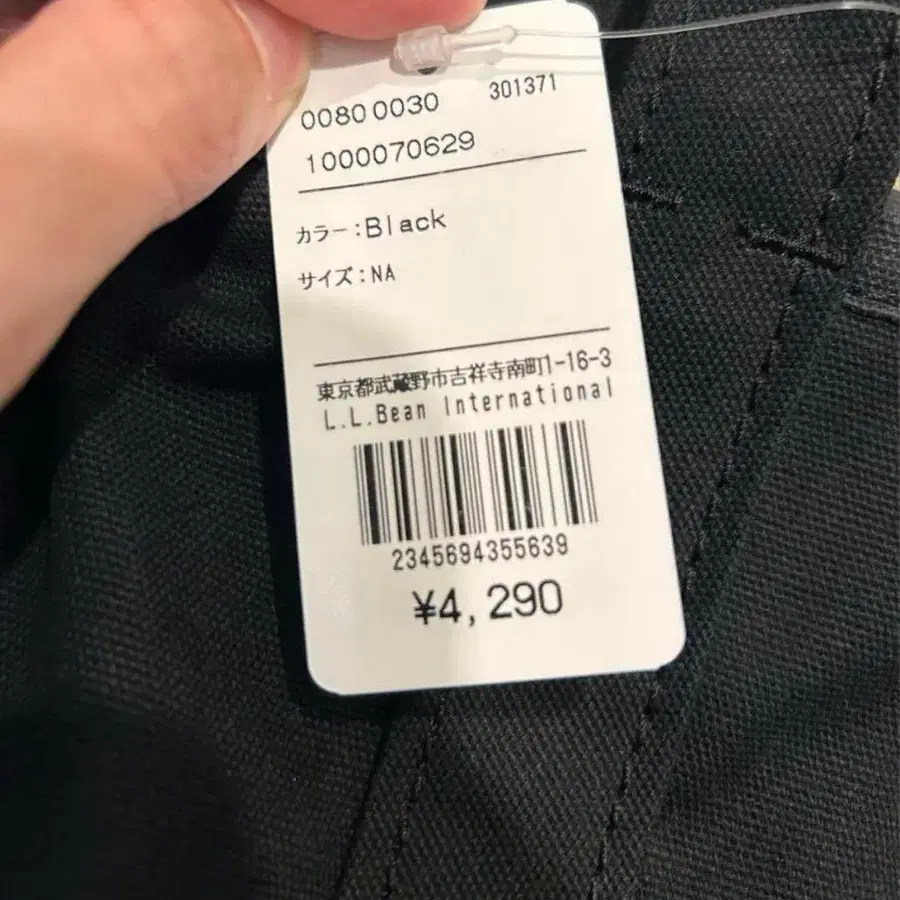 0080 0030 301371
1000070629
カラー:Black
サイズ:NA
東京都武蔵野市吉祥寺南町1-16-3
L.L.Bean International
2345694355639
¥4,290